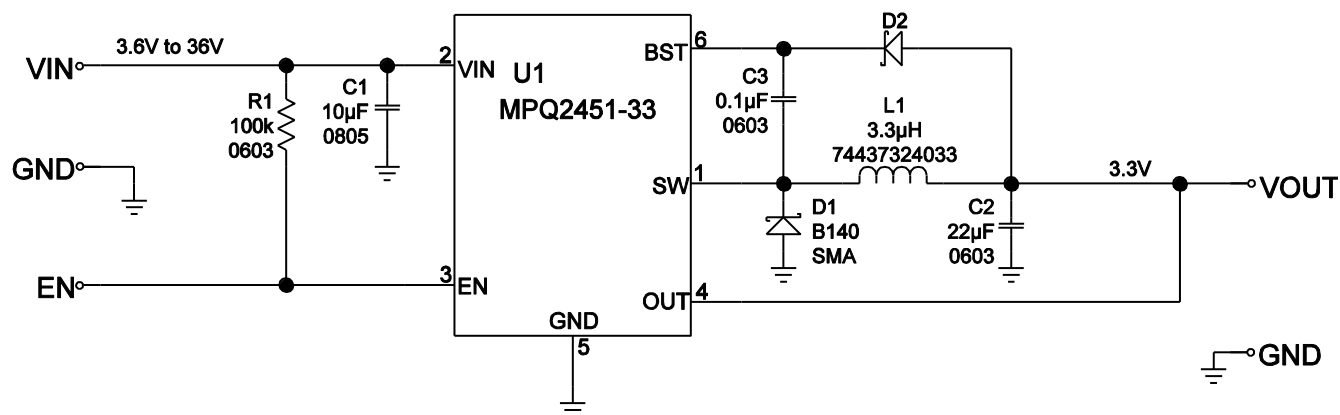 3.6V to 36V
VIN
R1
100k
0603
C1
10µF
0805
GND
EN
2
VIN
U1
MPQ2451-33
3
EN
GND
5
BST
6
SW
1
OUT
4
C3
0.1µF
0603
D2
L1
3.3µH
74437324033
D1
B140
SMA
C2
22µF
0603
3.3V
VOUT
GND